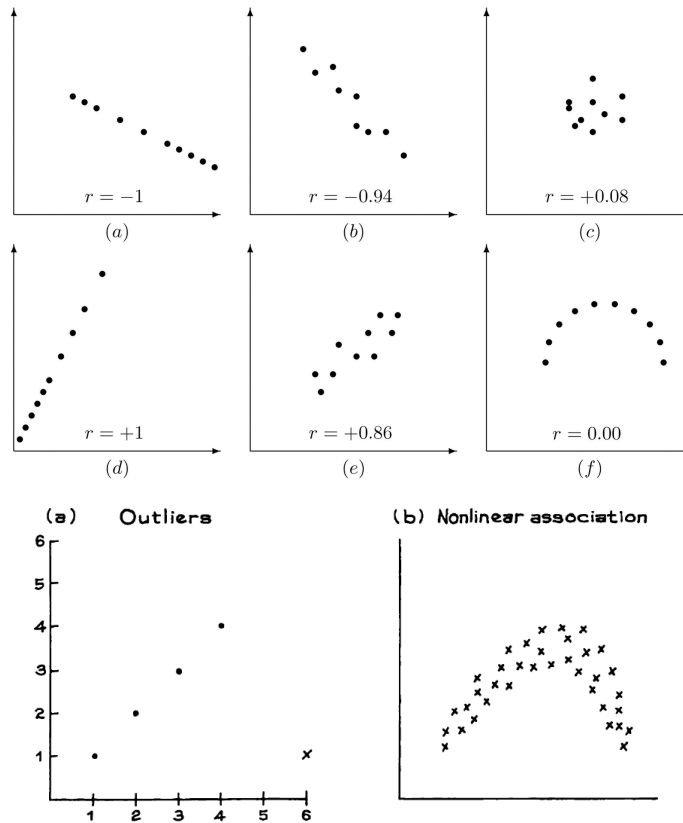 r = −1
r = −0.94
r = +0.08
(a)
(b)
(c)
r = +1
r = +0.86
r = 0.00
(d)
(e)
(f)
(a) Outliers
(b) Nonlinear association
6
5
4
3
2
1
1 2 3 4 5 6